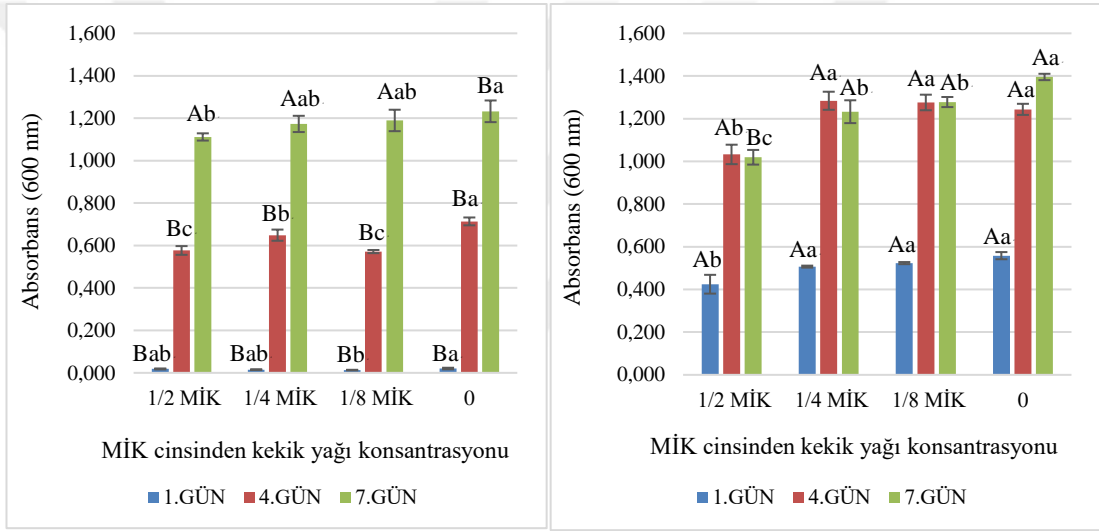 1,600
1,400
1,200
1,000
0,800
0,600
0,400
0,200
0,000
Absorbans (600 nm)
Bab Bc Ab
Bab Bb Aab
Bb Bc Aab
Ba Ba Ba
1/2 MİK 1/4 MİK 1/8 MİK 0
MİK cinsinden kekik yağı konsantrasyonu
1.GÜN 4.GÜN 7.GÜN
1,600
1,400
1,200
1,000
0,800
0,600
0,400
0,200
0,000
Absorbans (600 nm)
Ab Ab Bc
Aa Aa Ab
Aa Aa Ab
Aa Aa Aa
1/2 MİK 1/4 MİK 1/8 MİK 0
MİK cinsinden kekik yağı konsantrasyonu
1.GÜN 4.GÜN 7.GÜN